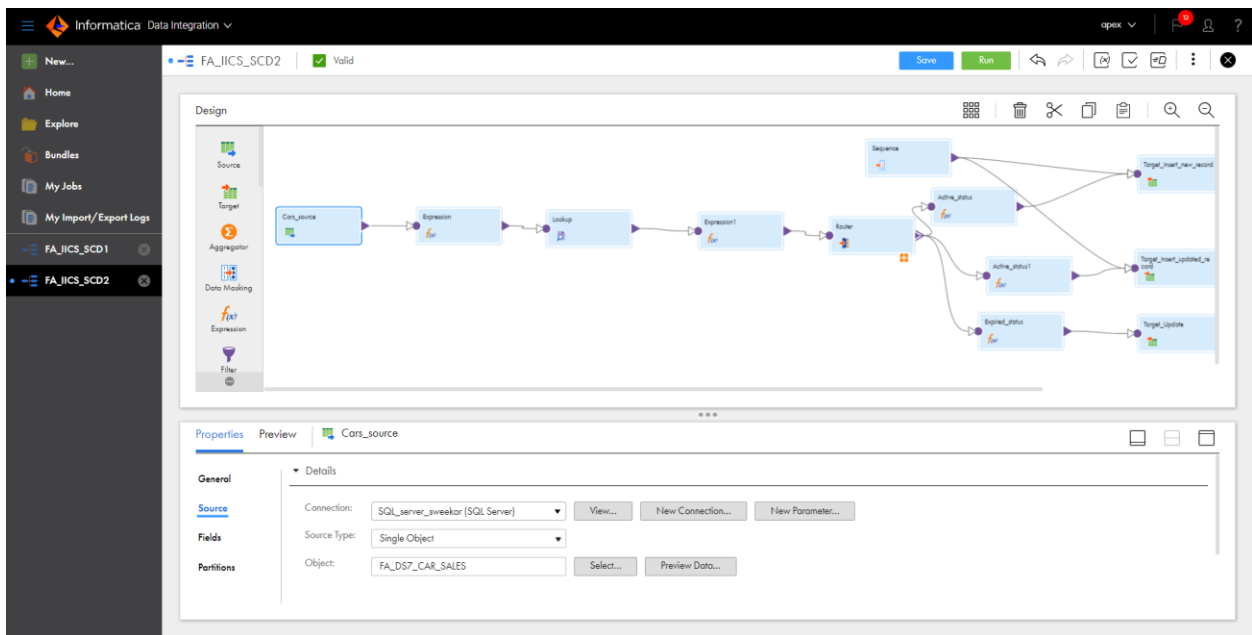 Informatica Data Integration
apex
12
?
New...
Home
Explore
Bundles
My Jobs
My Import/Export Logs
FA_IICS_SCD1
FA_IICS_SCD2
FA_IICS_SCD2
Valid
Save
Run
Design
Source
Target
Aggregator
Data Masking
Expression
Filter
Cars_source
Expression
Lookup
Expression1
Router
Sequence
Active_status
Active_status1
Expired_status
Target_Insert_new_record
Target_Insert_updated_re
cord
Target_Update
Properties
Preview
Cars_source
General
Source
Fields
Partitions
Details
Connection:
SQL_server_sweekar (SQL Server)
View...
New Connection...
New Parameter...
Source Type:
Single Object
Object:
FA_DS7_CAR_SALES
Select...
Preview Data...